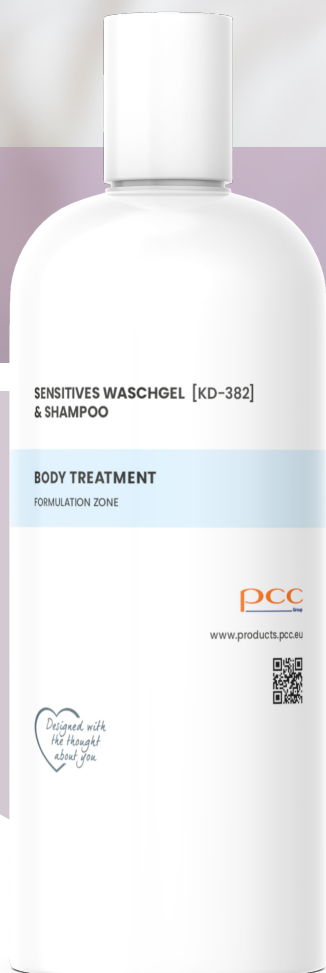 SENSITIVES WASCHGEL [KD-382]
& SHAMPOO
BODY TREATMENT
FORMULATION ZONE
pcc
Group
www.products.pcc.eu
Designed with
the thought
about you